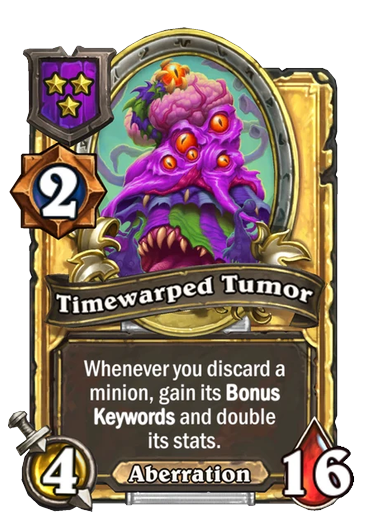 2
Timewarped Tumor
Whenever you discard a
minion, gain its Bonus
Keywords and double
its stats.
4
Aberration
16